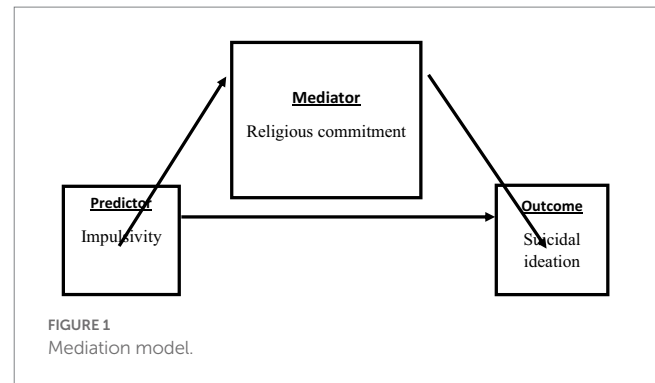 Mediator
Religious commitment
Predictor
Impulsivity
Outcome
Suicidal
ideation
FIGURE 1
Mediation model.